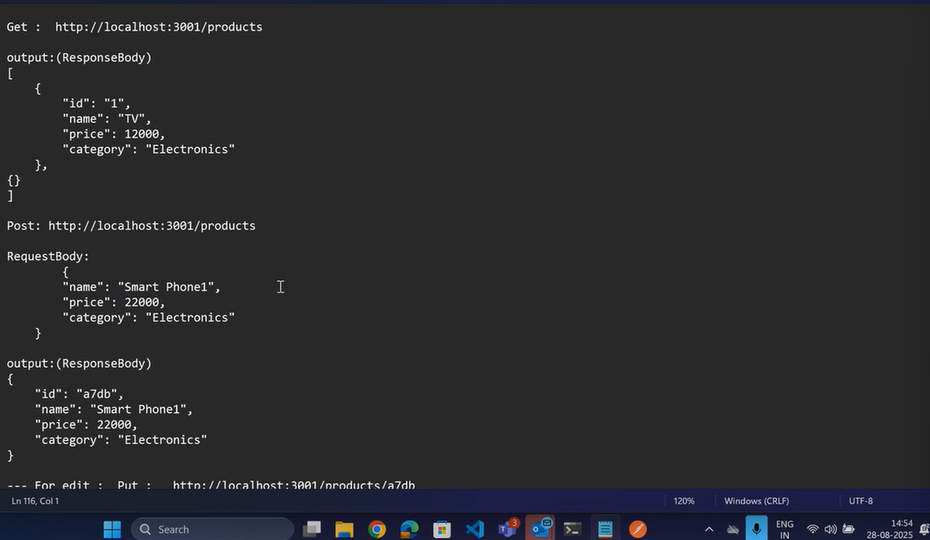 Get :  http://localhost:3001/products
output:(ResponseBody)
[
    {
        "id": "1",
        "name": "TV",
        "price": 12000,
        "category": "Electronics"
    },
{}
]
Post: http://localhost:3001/products
RequestBody:
        {
        "name": "Smart Phone1",
        "price": 22000,
        "category": "Electronics"
    }
output:(ResponseBody)
{
    "id": "a7db",
    "name": "Smart Phone1",
    "price": 22000,
    "category": "Electronics"
}
--- For edit :  Put :   http://localhost:3001/products/a7db
Ln 116, Col 1
120%
Windows (CRLF)
UTF-8
Search
3
ENG
IN
14:54
28-08-2025